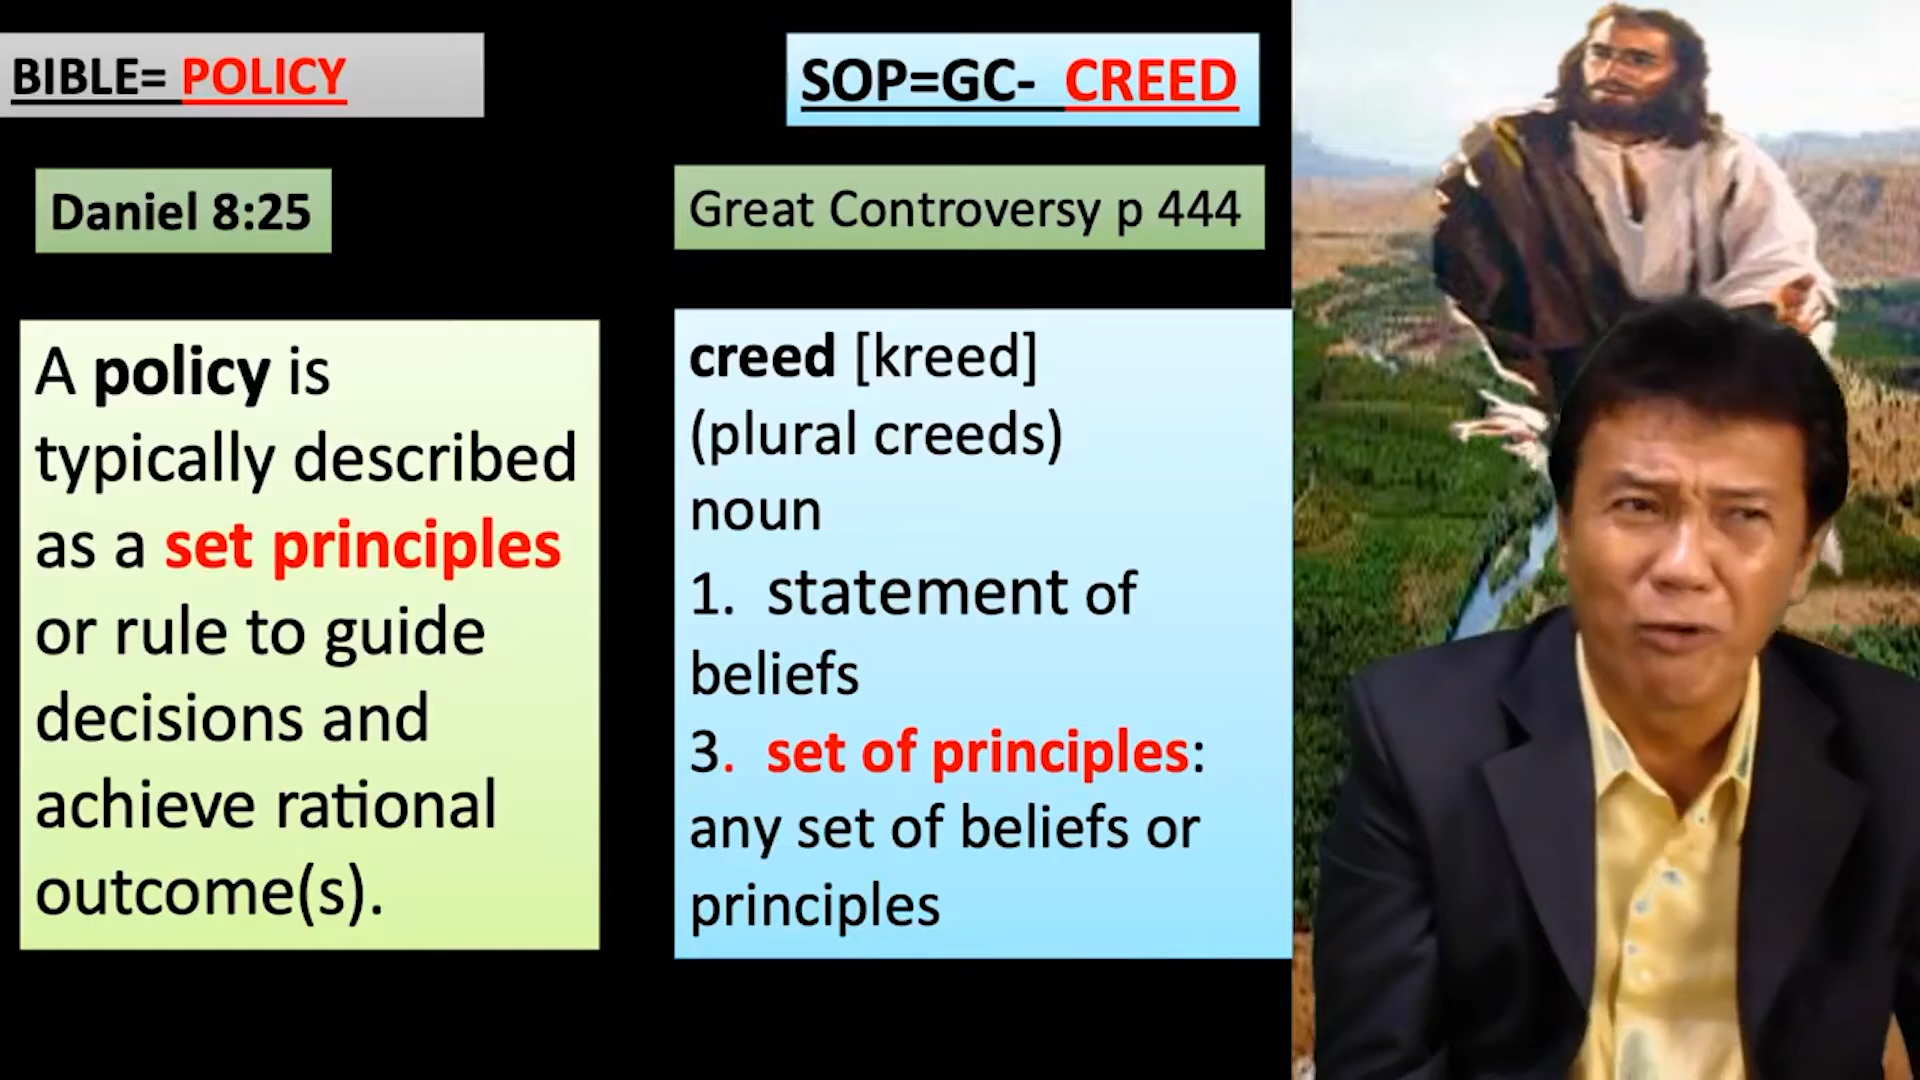 BIBLE= POLICY
Daniel 8:25
A policy is
typically described
as a set principles
or rule to guide
decisions and
achieve rational
outcome(s).
SOP=GC- CREED
Great Controversy p 444
creed [kreed]
(plural creeds)
noun
1. statement of
beliefs
3. set of principles:
any set of beliefs or
principles